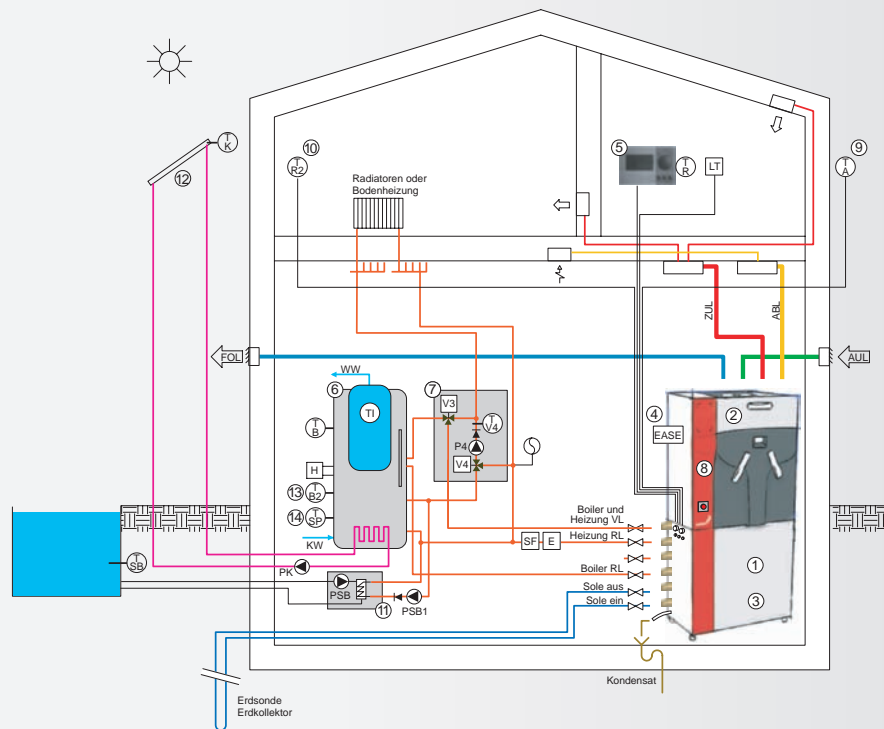 T
K
12
10
T
R2
Radiatoren oder
Bodenheizung
5
T
R
LT
9
T
A
ZUL
ABL
FOL
AUL
WW
6
TI
7
V3
T
V4
P4
V4
T
B
H
13
T
B2
14
T
SP
KW
4
EASE
2
8
1
3
Boiler und
Heizung VL
SF
E
Heizung RL
Boiler RL
Sole aus
Sole ein
T
SB
PK
PSB
11
PSB1
Kondensat
Erdsonde
Erdkollektor